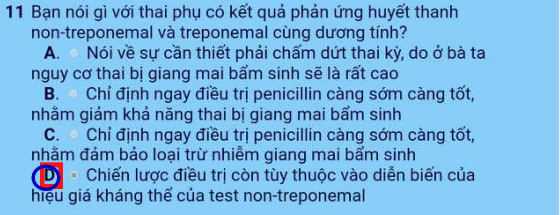 11 Bạn nói gì với thai phụ có kết quả phản ứng huyết thanh
non-treponemal và treponemal cùng dương tính?
A. Nói về sự cần thiết phải chấm dứt thai kỳ, do ở bà ta
nguy cơ thai bị giang mai bẩm sinh sẽ là rất cao
B. Chỉ định ngay điều trị penicillin càng sớm càng tốt,
nhằm giảm khả năng thai bị giang mai bẩm sinh
C. Chỉ định ngay điều trị penicillin càng sớm càng tốt,
nhằm đảm bảo loại trừ nhiễm giang mai bẩm sinh
D. Chiến lược điều trị còn tùy thuộc vào diễn biến của
hiệu giá kháng thể của test non-treponemal